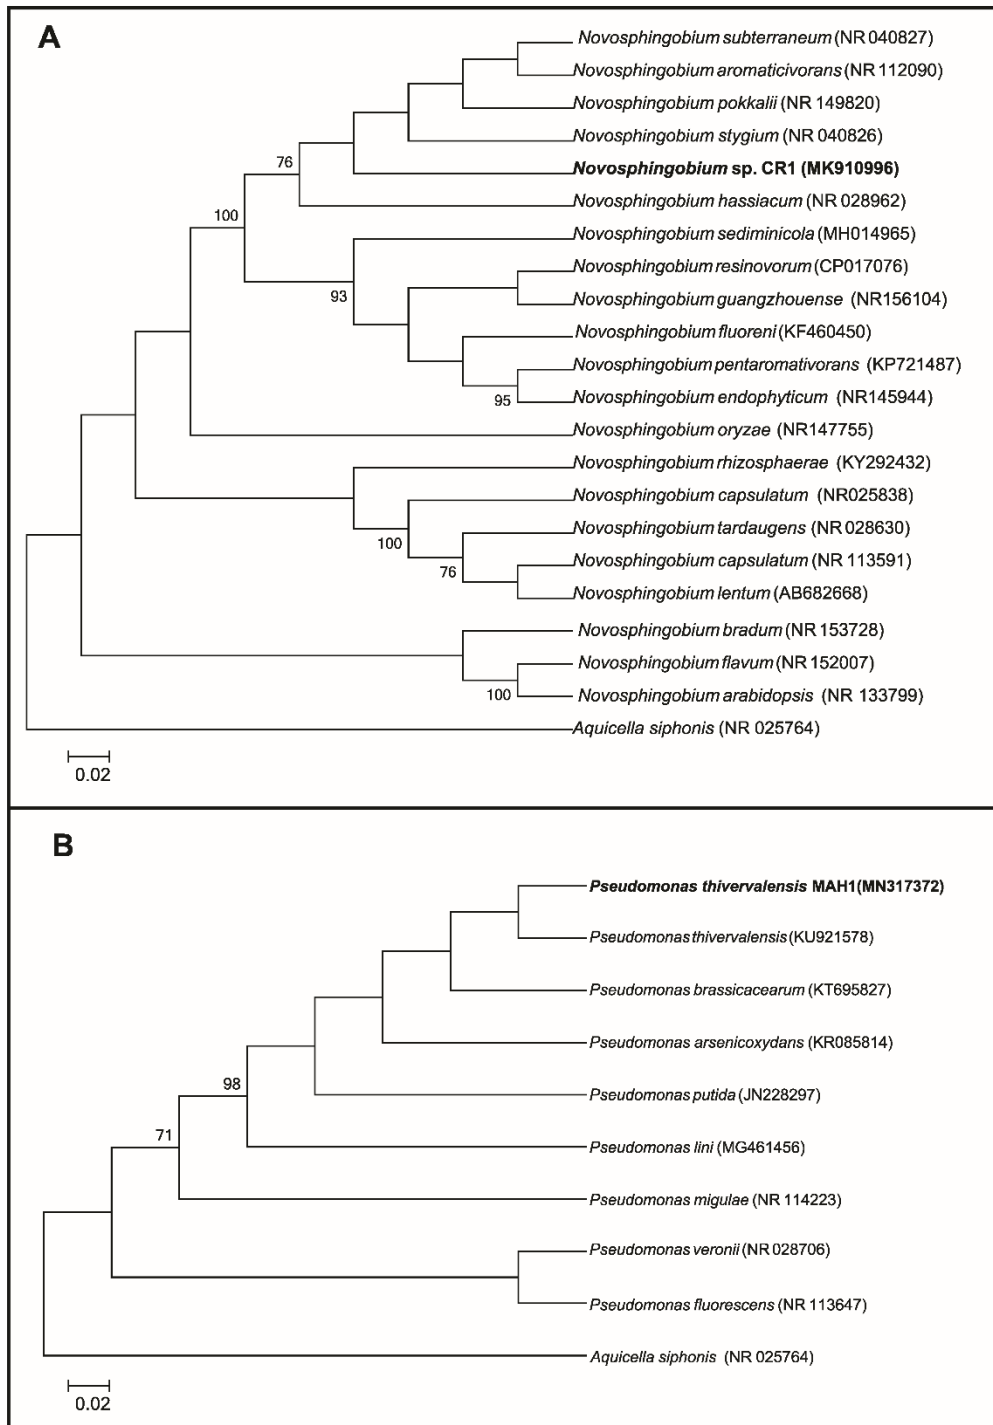 A
Novosphingobium subterraneum (NR 040827)
Novosphingobium aromaticivorans (NR 112090)
Novosphingobium pokkalii (NR 149820)
Novosphingobium stygium (NR 040826)
76
Novosphingobium sp. CR1 (MK910996)
Novosphingobium hassiacum (NR 028962)
100
Novosphingobium sediminicola (MH014965)
Novosphingobium resinovorum (CP017076)
93
Novosphingobium guangzhouense (NR156104)
Novosphingobium fluoreni (KF460450)
Novosphingobium pentaromativorans (KP721487)
95
Novosphingobium endophyticum (NR145944)
Novosphingobium oryzae (NR147755)
Novosphingobium rhizosphaerae (KY292432)
Novosphingobium capsulatum (NR025838)
Novosphingobium tardaugens (NR 028630)
100
Novosphingobium capsulatum (NR 113591)
76
Novosphingobium lentum (AB682668)
Novosphingobium bradum (NR 153728)
Novosphingobium flavum (NR 152007)
100
Novosphingobium arabidopsis (NR 133799)
Aquicella siphonis (NR 025764)
0.02
B
Pseudomonas thivervalensis MAH1(MN317372)
Pseudomonas thivervalensis (KU921578)
Pseudomonas brassicacearum (KT695827)
Pseudomonas arsenicoxydans (KR085814)
98
Pseudomonas putida (JN228297)
71
Pseudomonas lini (MG461456)
Pseudomonas migulae (NR 114223)
Pseudomonas veronii (NR 028706)
Pseudomonas fluorescens (NR 113647)
Aquicella siphonis (NR 025764)
0.02